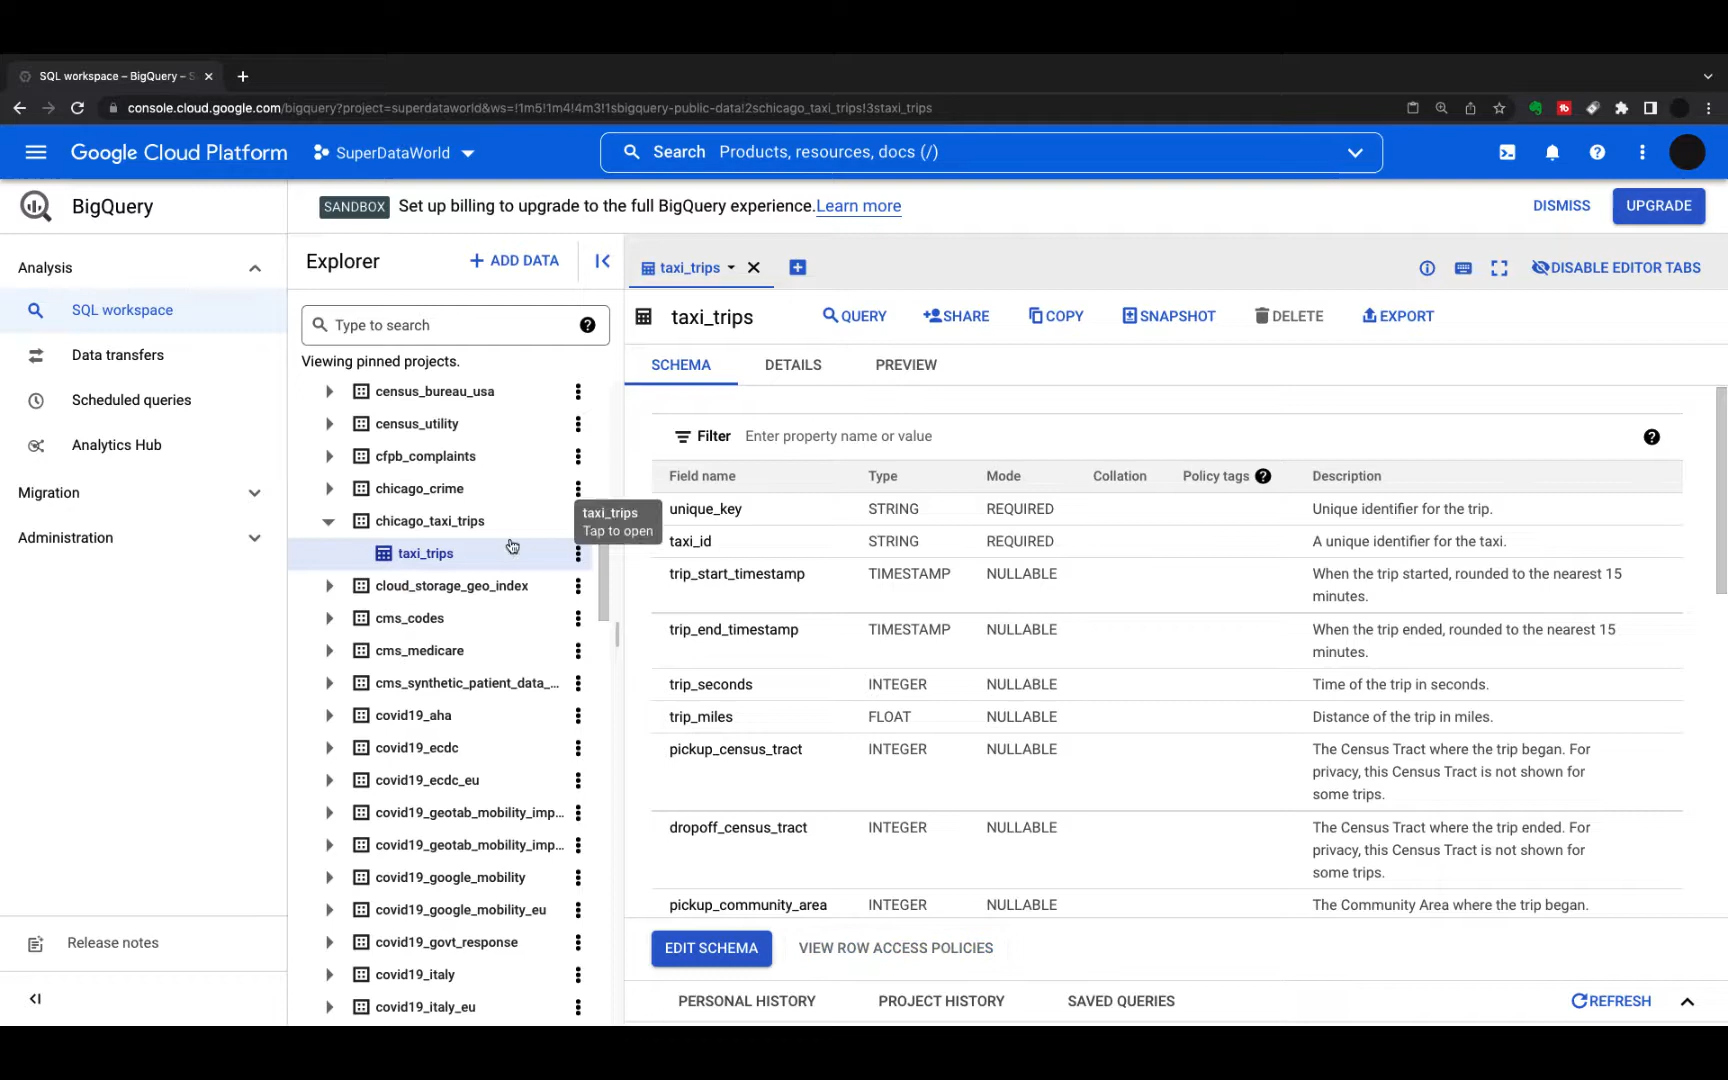 SQL workspace – BigQuery – S
console.cloud.google.com/bigquery?project=superdataworld&ws=!1m5!1m4!4m3!1sbigquery-public-data!2schicago_taxi_trips!3staxi_trips
Google Cloud Platform
SuperDataWorld
Search Products, resources, docs (/)
BigQuery
SANDBOX Set up billing to upgrade to the full BigQuery experience. Learn more
DISMISS
UPGRADE
Analysis
SQL workspace
Data transfers
Scheduled queries
Analytics Hub
Migration
Administration
Release notes
Explorer
+ ADD DATA
Type to search
Viewing pinned projects.
census_bureau_usa
census_utility
cfpb_complaints
chicago_crime
chicago_taxi_trips
taxi_trips
cloud_storage_geo_index
cms_codes
cms_medicare
cms_synthetic_patient_data_...
covid19_aha
covid19_ecdc
covid19_ecdc_eu
covid19_geotab_mobility_imp...
covid19_geotab_mobility_imp...
covid19_google_mobility
covid19_google_mobility_eu
covid19_govt_response
covid19_italy
covid19_italy_eu
taxi_trips
Tap to open
taxi_trips
DISABLE EDITOR TABS
taxi_trips
QUERY
SHARE
COPY
SNAPSHOT
DELETE
EXPORT
SCHEMA
DETAILS
PREVIEW
Filter Enter property name or value
Field name Type Mode Collation Policy tags Description
unique_key STRING REQUIRED Unique identifier for the trip.
taxi_id STRING REQUIRED A unique identifier for the taxi.
trip_start_timestamp TIMESTAMP NULLABLE When the trip started, rounded to the nearest 15
minutes.
trip_end_timestamp TIMESTAMP NULLABLE When the trip ended, rounded to the nearest 15
minutes.
trip_seconds INTEGER NULLABLE Time of the trip in seconds.
trip_miles FLOAT NULLABLE Distance of the trip in miles.
pickup_census_tract INTEGER NULLABLE The Census Tract where the trip began. For
privacy, this Census Tract is not shown for
some trips.
dropoff_census_tract INTEGER NULLABLE The Census Tract where the trip ended. For
privacy, this Census Tract is not shown for
some trips.
pickup_community_area INTEGER NULLABLE The Community Area where the trip began.
EDIT SCHEMA
VIEW ROW ACCESS POLICIES
PERSONAL HISTORY
PROJECT HISTORY
SAVED QUERIES
REFRESH